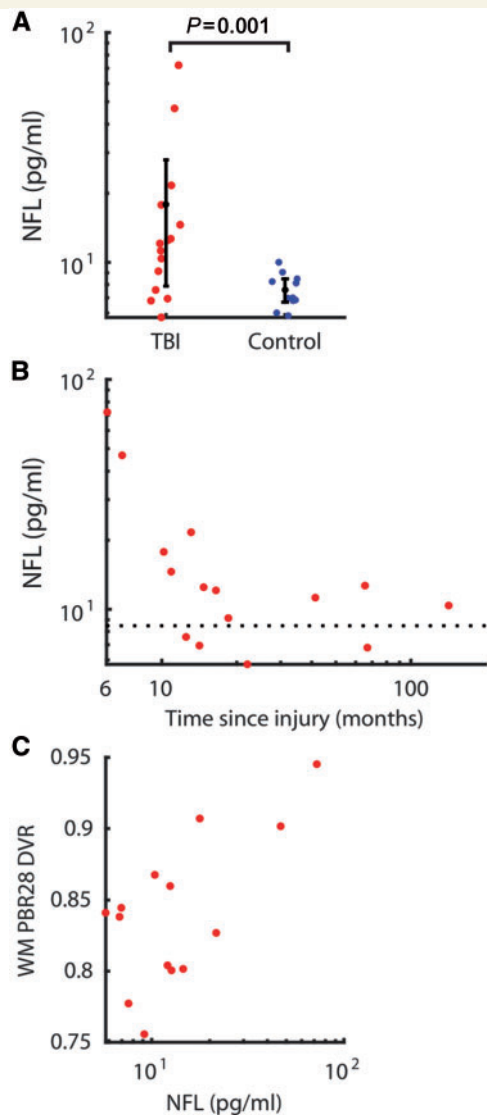 A
P=0.001
10²
NFL (pg/ml)
10¹
TBI
Control
B
10²
NFL (pg/ml)
10¹
6
10
100
Time since injury (months)
C
0.95
0.9
WM PBR28 DVR
0.85
0.8
0.75
10¹
10²
NFL (pg/ml)